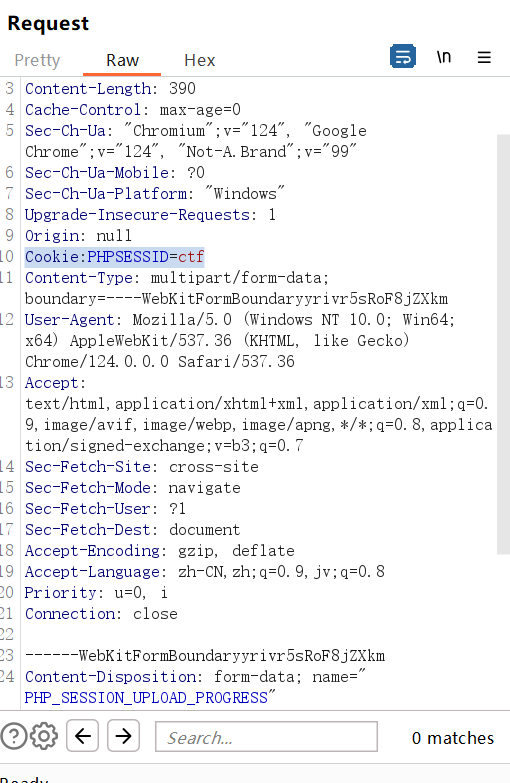 Request
Pretty Raw Hex \n
3 Content-Length: 390
4 Cache-Control: max-age=0
5 Sec-Ch-Ua: "Chromium";v="124", "Google
Chrome";v="124", "Not-A.Brand";v="99"
6 Sec-Ch-Ua-Mobile: ?0
7 Sec-Ch-Ua-Platform: "Windows"
8 Upgrade-Insecure-Requests: 1
9 Origin: null
10 Cookie:PHPSESSID=ctf
11 Content-Type: multipart/form-data;
boundary=----WebKitFormBoundaryyrivr5sRoF8jZXkm
12 User-Agent: Mozilla/5.0 (Windows NT 10.0; Win64;
x64) AppleWebKit/537.36 (KHTML, like Gecko)
Chrome/124.0.0.0 Safari/537.36
13 Accept:
text/html,application/xhtml+xml,application/xml;q=0.
9,image/avif,image/webp,image/apng,*/*;q=0.8,applica
tion/signed-exchange;v=b3;q=0.7
14 Sec-Fetch-Site: cross-site
15 Sec-Fetch-Mode: navigate
16 Sec-Fetch-User: ?1
17 Sec-Fetch-Dest: document
18 Accept-Encoding: gzip, deflate
19 Accept-Language: zh-CN,zh;q=0.9,jv;q=0.8
20 Priority: u=0, i
21 Connection: close
22
23 ------WebKitFormBoundaryyrivr5sRoF8jZXkm
24 Content-Disposition: form-data; name="
PHP_SESSION_UPLOAD_PROGRESS"
Search... 0 matches
Ready